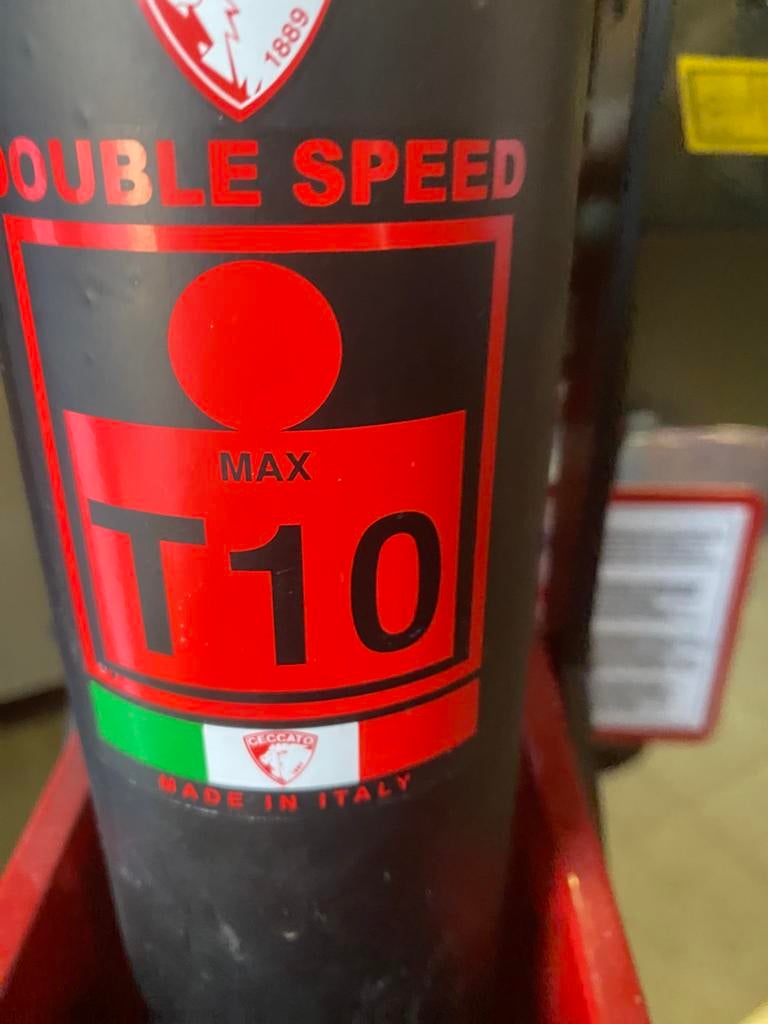 1889
DOUBLE SPEED
MAX
T10
CECCATO
MADE IN ITALY